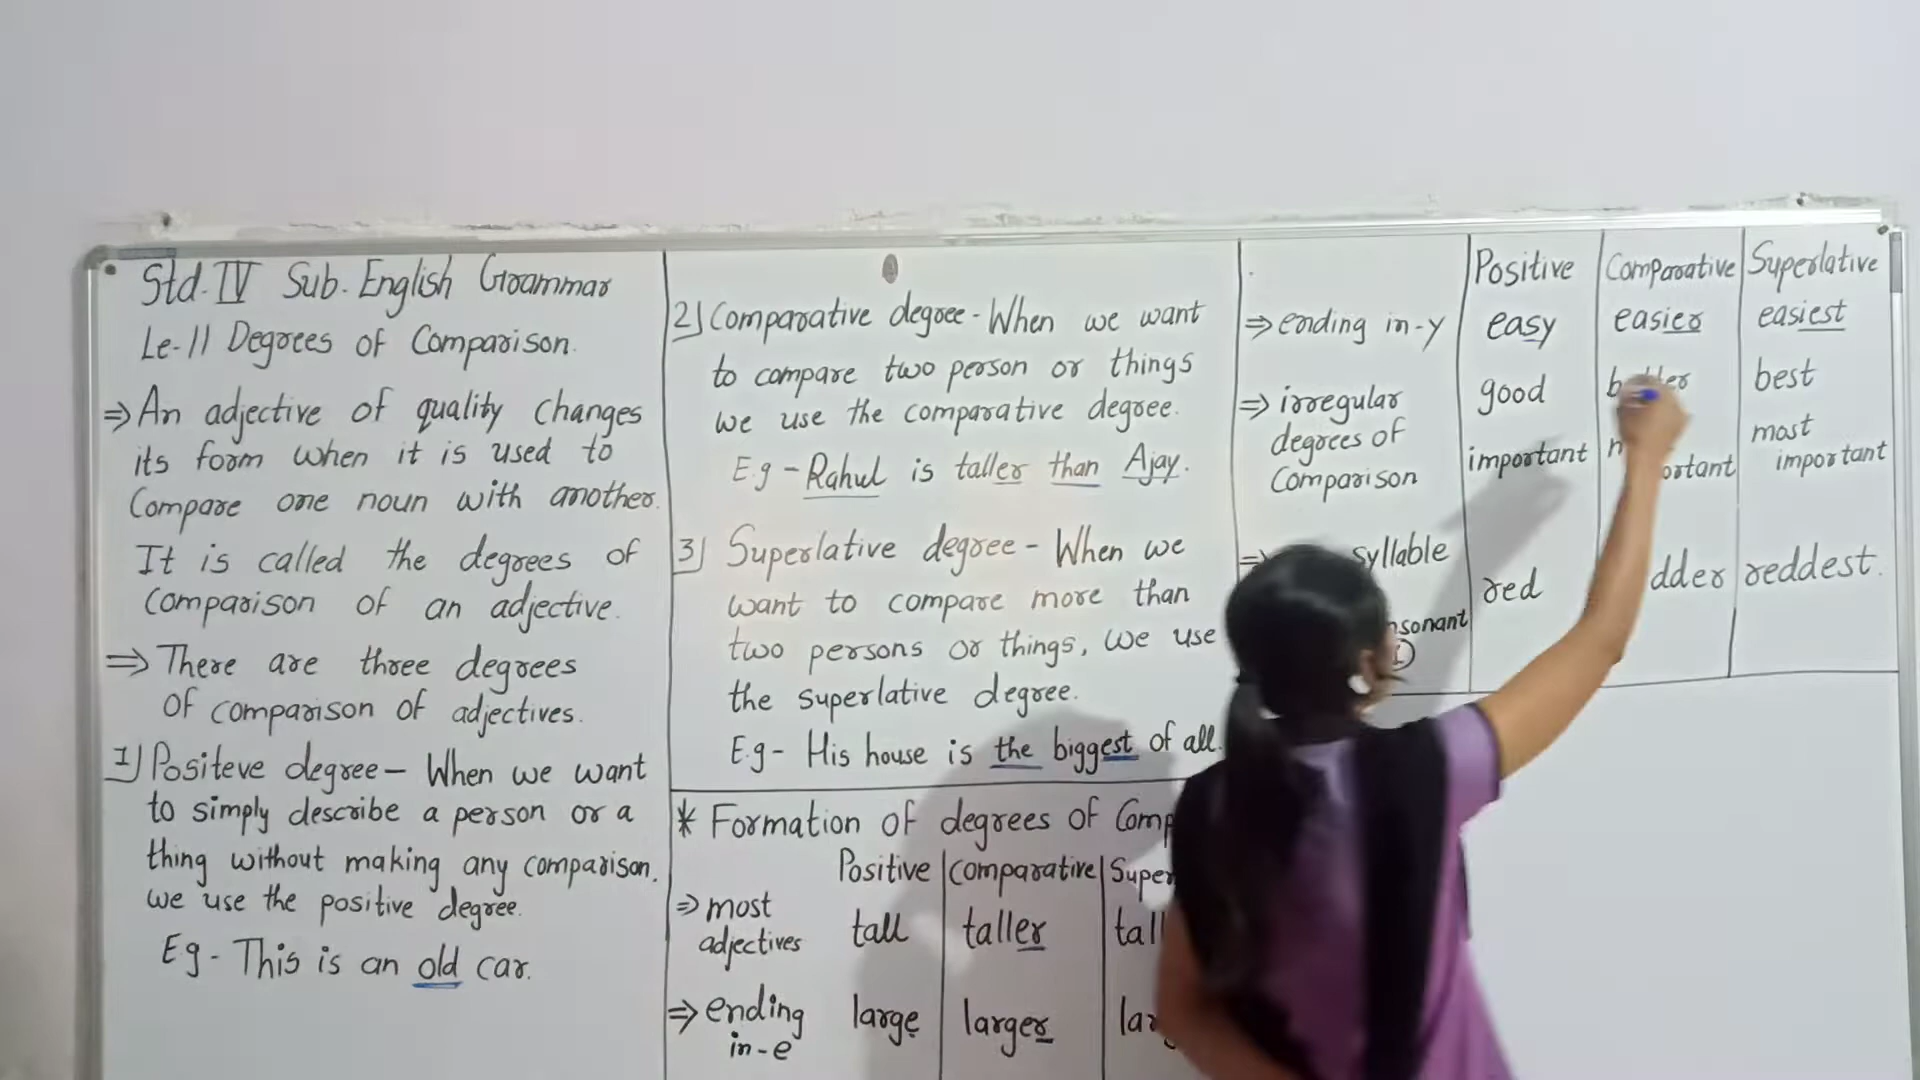 Std. IV Sub. English Grammar
Le-11 Degrees of Comparison.
⇒ An adjective of quality changes
its form when it is used to
Compare one noun with another.
It is called the degrees of
Comparison of an adjective.
⇒ There are three degrees
of comparison of adjectives.
1) Positeve degree - When we want
to simply describe a person or a
thing without making any comparison.
we use the positive degree.
Eg - This is an old car.
2) Comparative degree - When we want
to compare two person or things
we use the comparative degree.
E.g - Rahul is taller than Ajay.
3) Superlative degree - When we
want to compare more than
two persons or things, we use
the superlative degree.
E.g - His house is the biggest of all.
* Formation of degrees of Comp
Positive Comparative Super
⇒ most
adjectives tall taller tall
⇒ ending large larger lar
in-e
Positive Comparative Superlative
⇒ ending in-y easy easier easiest
⇒ irregular good best
degrees of
Comparison important ortant most
important
syllable
red dder reddest.
sonant